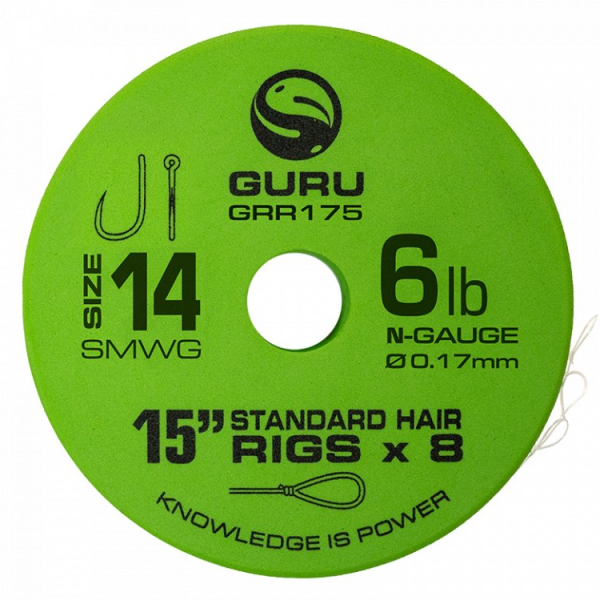 GURU
GRR175
SIZE 14
SMWG
6lb
N-GAUGE
Ø0.17mm
15” STANDARD HAIR
RIGS x 8
KNOWLEDGE IS POWER